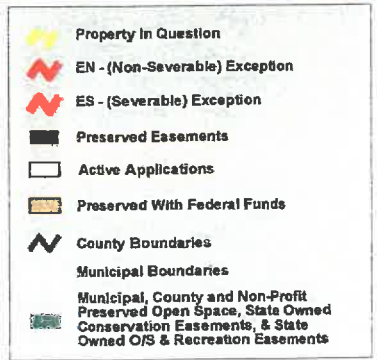 Property In Question
EN - (Non-Severable) Exception
ES - (Severable) Exception
Preserved Easements
Active Applications
Preserved With Federal Funds
County Boundaries
Municipal Boundaries
Municipal, County and Non-Profit
Preserved Open Space, State Owned
Conservation Easements, & State
Owned O/S & Recreation Easements